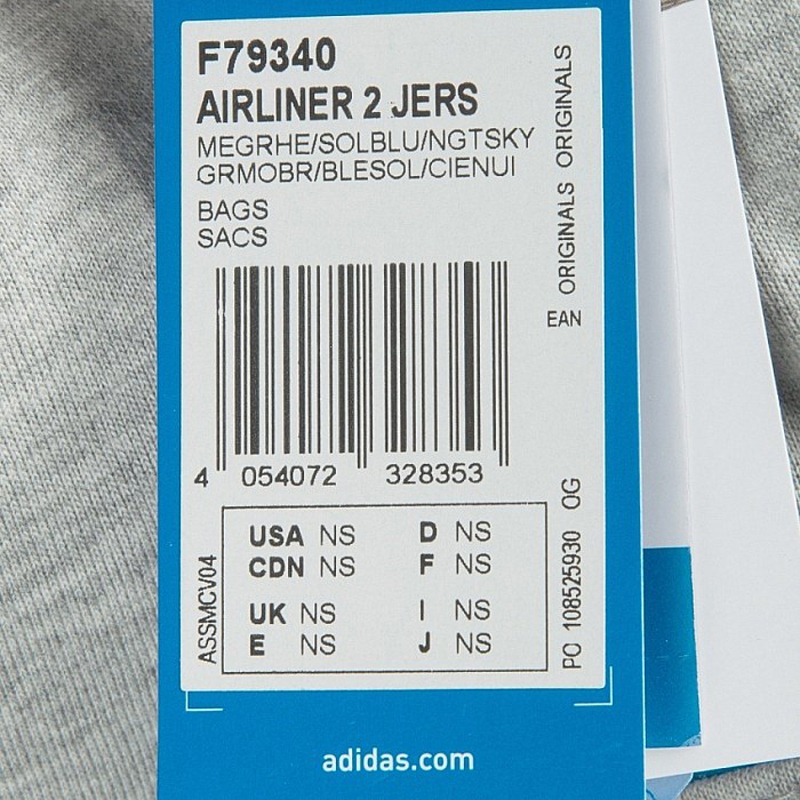 F79340
AIRLINER 2 JERS
MEGRHE/SOLBLU/NGTSKY
GRMOBR/BLESOL/CIENUI
BAGS
SACS
ORIGINALS ORIGINALS
EAN
4 054072 328353
OG
PO 108525930
ASSMCV04
USA NS D NS
CDN NS F NS
UK NS I NS
E NS J NS
adidas.com